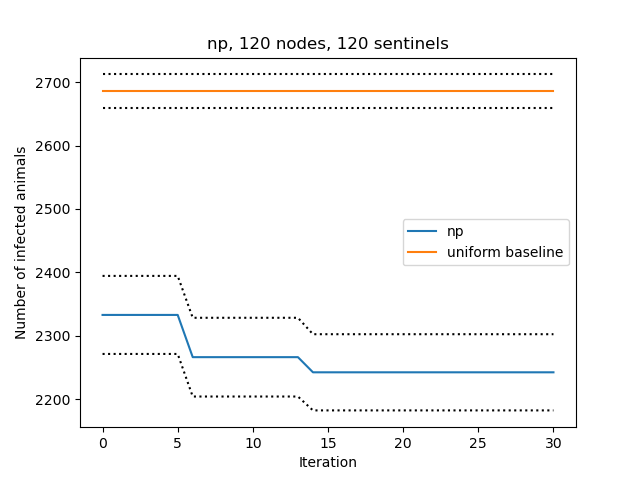 np, 120 nodes, 120 sentinels
Number of infected animals
2700
2600
2500
2400
2300
2200
np
uniform baseline
0 5 10 15 20 25 30
Iteration